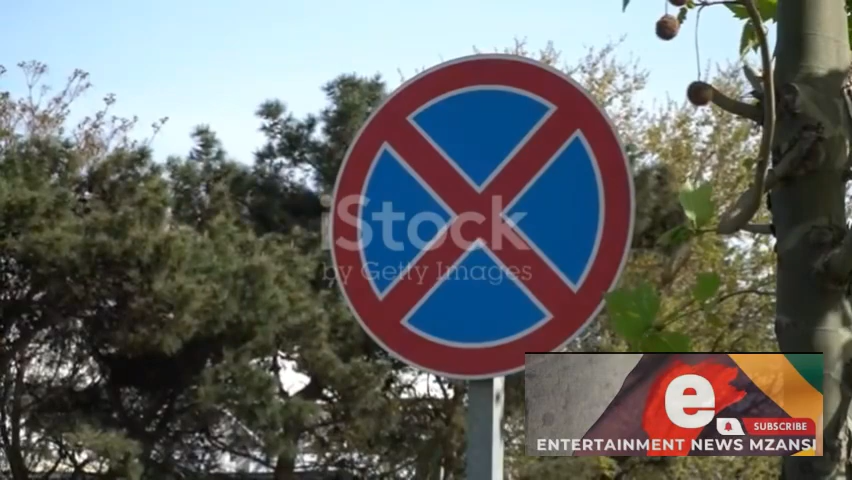 iStock
by Getty Images
e
SUBSCRIBE
ENTERTAINMENT NEWS MZANSI